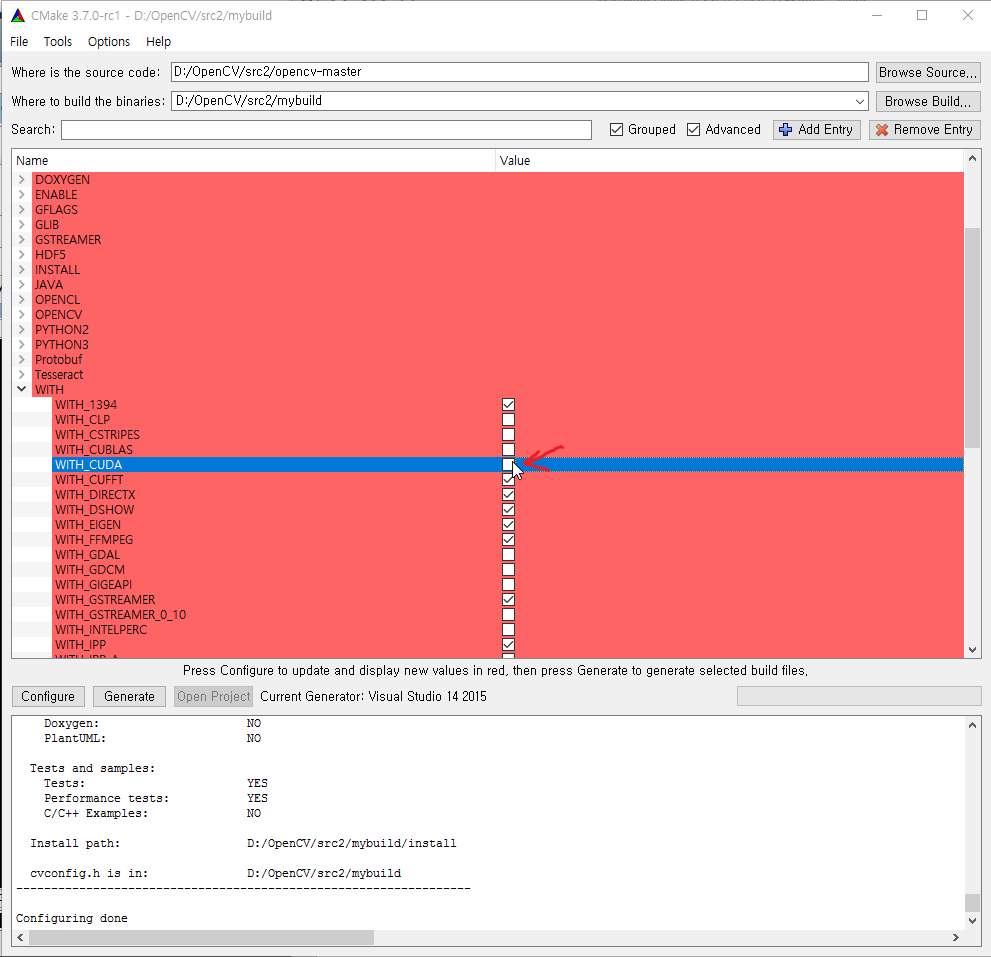 CMake 3.7.0-rc1 - D:/OpenCV/src2/mybuild
File Tools Options Help
Where is the source code: D:/OpenCV/src2/opencv-master Browse Source...
Where to build the binaries: D:/OpenCV/src2/mybuild Browse Build...
Search: Grouped Advanced Add Entry Remove Entry
Name Value
DOXYGEN
ENABLE
GFLAGS
GLIB
GSTREAMER
HDF5
INSTALL
JAVA
OPENCL
OPENCV
PYTHON2
PYTHON3
Protobuf
Tesseract
WITH
WITH_1394
WITH_CLP
WITH_CSTRIPES
WITH_CUBLAS
WITH_CUDA
WITH_CUFFT
WITH_DIRECTX
WITH_DSHOW
WITH_EIGEN
WITH_FFMPEG
WITH_GDAL
WITH_GDCM
WITH_GIGEAPI
WITH_GSTREAMER
WITH_GSTREAMER_0_10
WITH_INTELPERC
WITH_IPP
Press Configure to update and display new values in red, then press Generate to generate selected build files.
Configure Generate Open Project Current Generator: Visual Studio 14 2015
Doxygen: NO
PlantUML: NO
Tests and samples:
Tests: YES
Performance tests: YES
C/C++ Examples: NO
Install path: D:/OpenCV/src2/mybuild/install
cvconfig.h is in: D:/OpenCV/src2/mybuild
-----------------------------------------------------------------
Configuring done